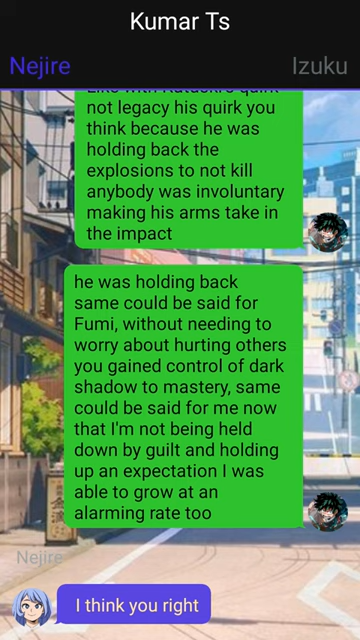 Kumar Ts
Nejire
Izuku
Like with Katuski's quirk
not legacy his quirk you
think because he was
holding back the
explosions to not kill
anybody was involuntary
making his arms take in
the impact
he was holding back
same could be said for
Fumi, without needing to
worry about hurting others
you gained control of dark
shadow to mastery, same
could be said for me now
that I'm not being held
down by guilt and holding
up an expectation I was
able to grow at an
alarming rate too
Nejire
I think you right